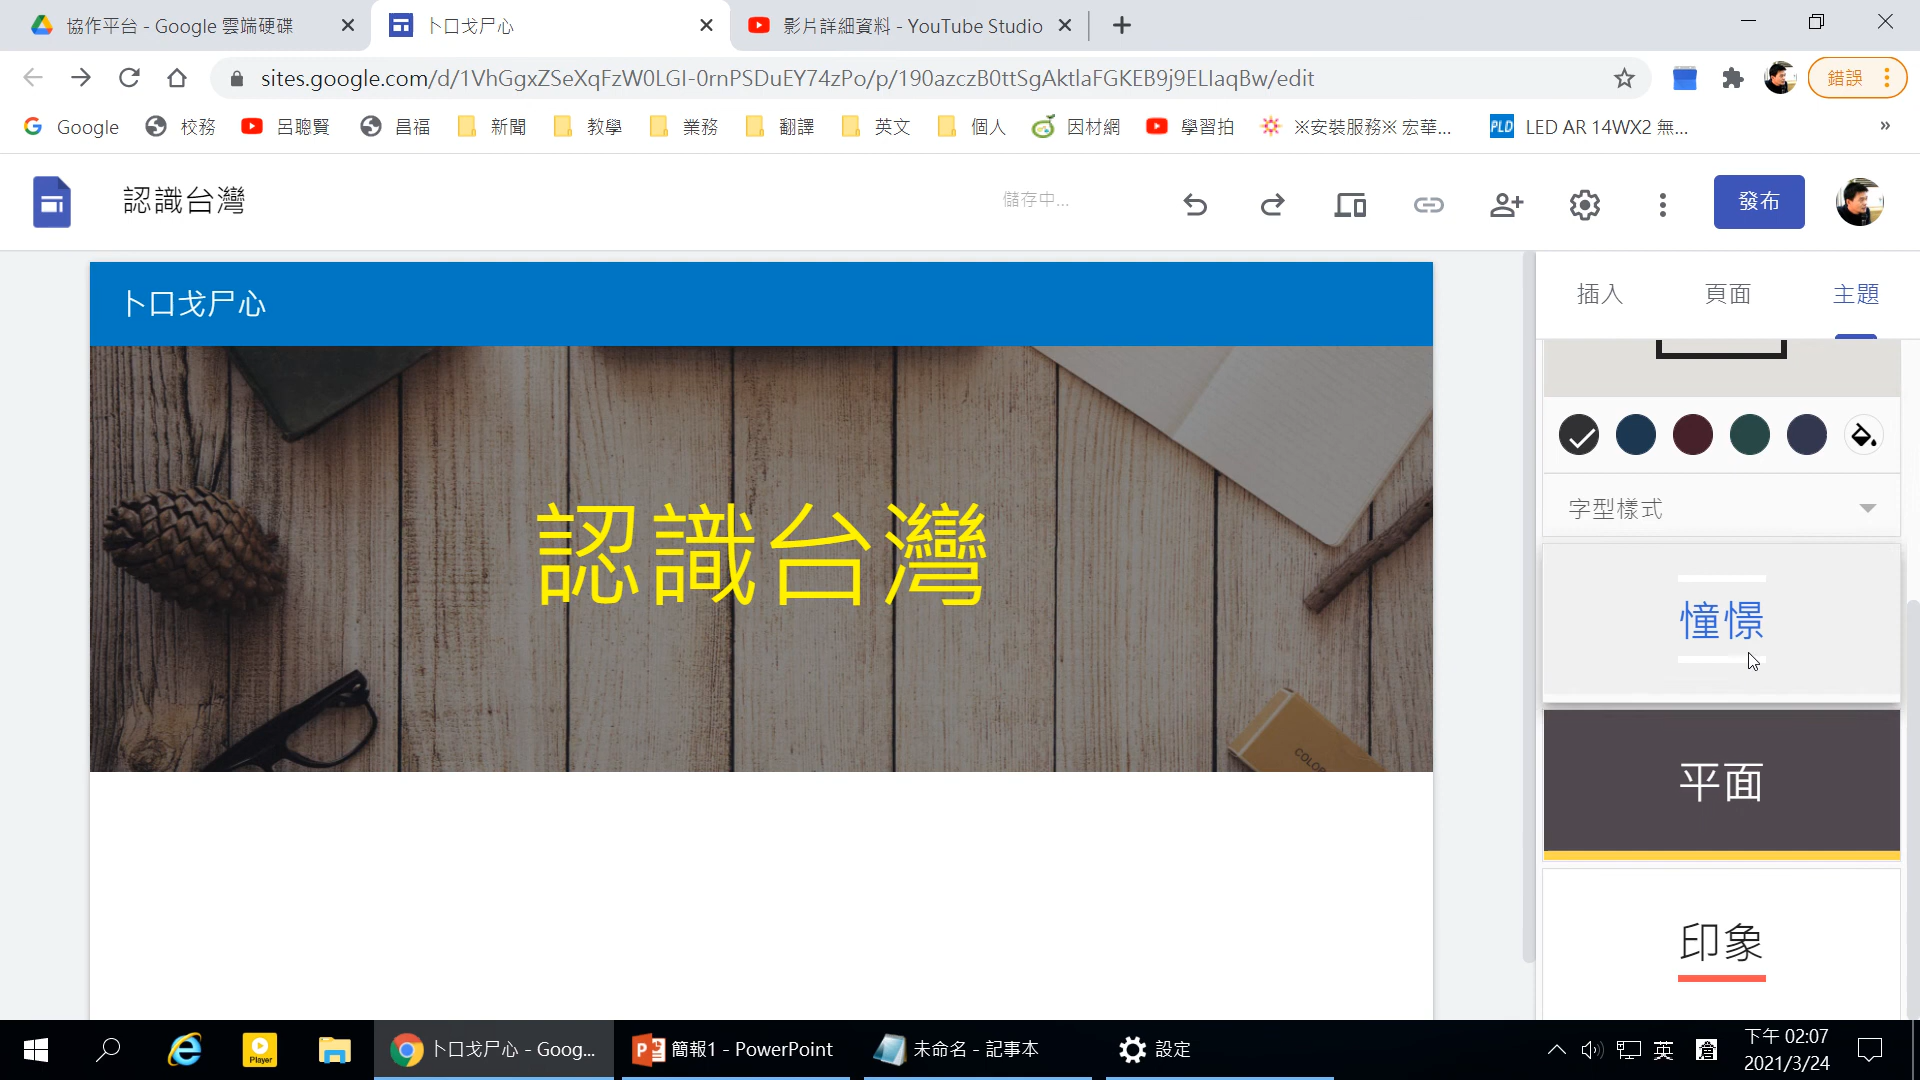 協作平台 - Google 雲端硬碟
卜口戈尸心
影片詳細資料 - YouTube Studio
sites.google.com/d/1VhGgxZSeXqFzW0LGI-0rnPSDuEY74zPo/p/190azczB0ttSgAktlaFGKEB9j9ELIaqBw/edit
錯誤
Google
校務
呂聰賢
昌福
新聞
教學
業務
翻譯
英文
個人
因材網
學習拍
※安裝服務※ 宏華...
PLD
LED AR 14WX2 無...
»
認識台灣
儲存中...
發布
卜口戈尸心
插入
頁面
主題
認識台灣
COLOR
字型樣式
憧憬
平面
印象
Player
卜口戈尸心 - Goog...
簡報1 - PowerPoint
未命名 - 記事本
設定
英
倉
下午 02:07
2021/3/24